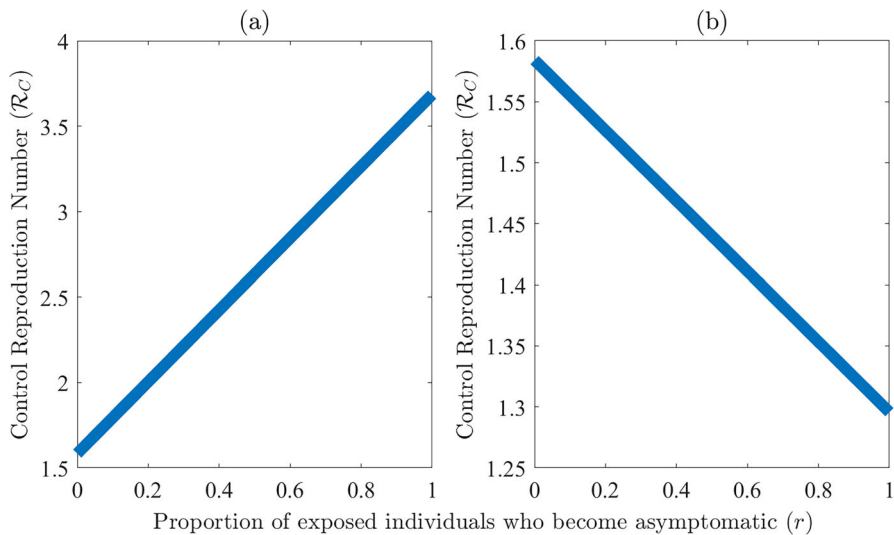 (a)
Control Reproduction Number (R_C)
4
3.5
3
2.5
2
1.5
0 0.2 0.4 0.6 0.8 1
(b)
Control Reproduction Number (R_C)
1.6
1.55
1.5
1.45
1.4
1.35
1.3
1.25
0 0.2 0.4 0.6 0.8 1
Proportion of exposed individuals who become asymptomatic (r)